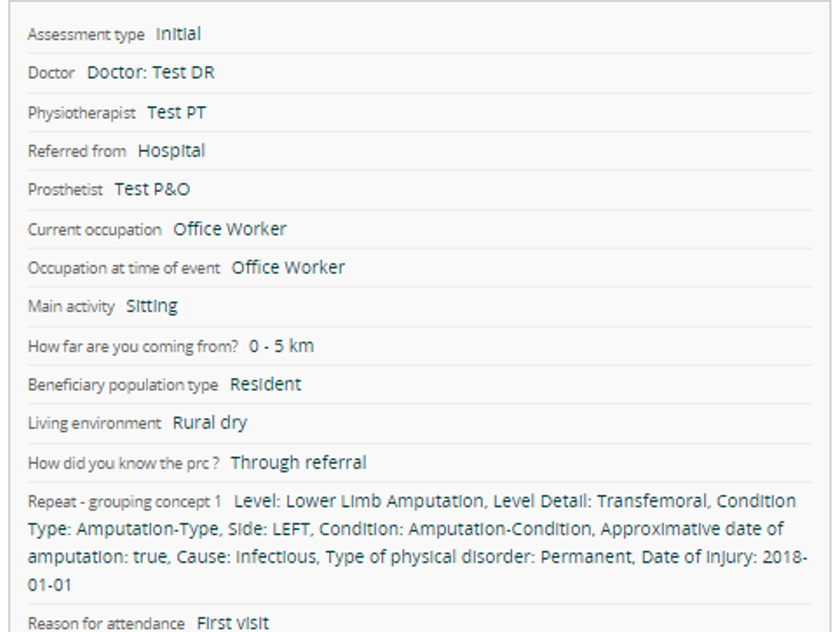 Assessment type Initial
Doctor Doctor: Test DR
Physiotherapist Test PT
Referred from Hospital
Prosthetist Test P&O
Current occupation Office Worker
Occupation at time of event Office Worker
Main activity Sitting
How far are you coming from? 0 - 5 km
Beneficiary population type Resident
Living environment Rural dry
How did you know the prc ? Through referral
Repeat - grouping concept 1 Level: Lower Limb Amputation, Level Detail: Transfemoral, Condition
Type: Amputation-Type, Side: LEFT, Condition: Amputation-Condition, Approximative date of
amputation: true, Cause: Infectious, Type of physical disorder: Permanent, Date of Injury: 2018-
01-01
Reason for attendance First visit